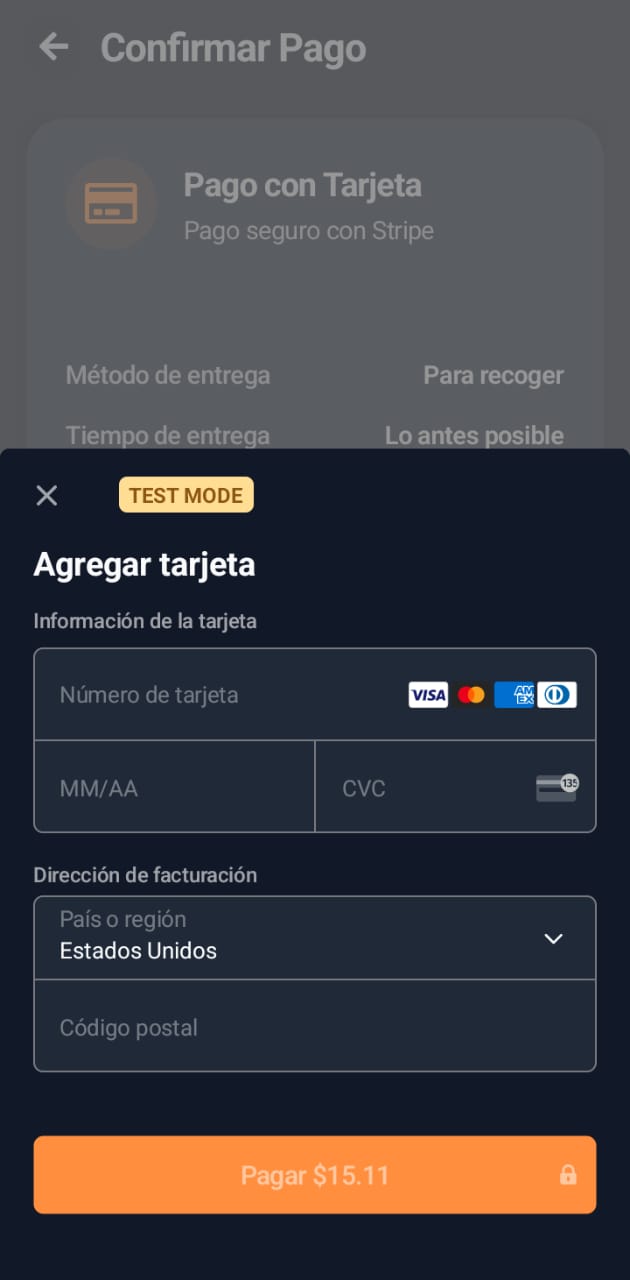 Confirmar Pago
Pago con Tarjeta
Pago seguro con Stripe
Método de entrega Para recoger
Tiempo de entrega Lo antes posible
TEST MODE
Agregar tarjeta
Información de la tarjeta
Número de tarjeta VISA AM EX
MM/AA CVC 135
Dirección de facturación
País o región
Estados Unidos
Código postal
Pagar $15.11